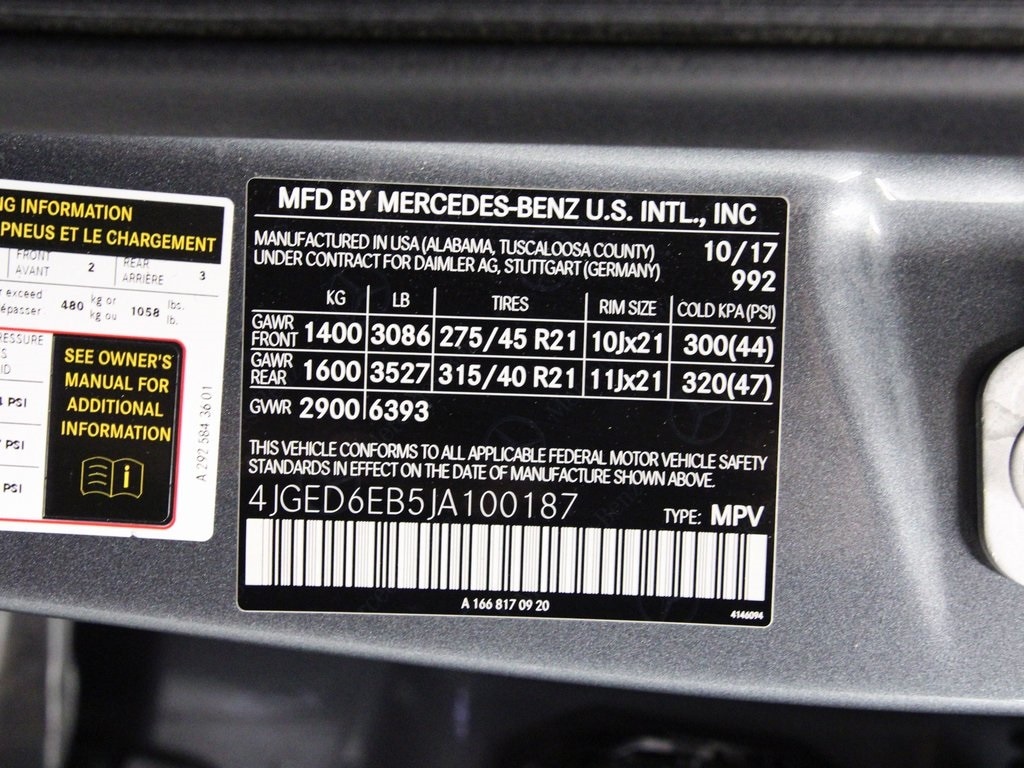 NG INFORMATION
PNEUS ET LE CHARGEMENT
FRONT
AVANT
2
REAR
ARRIÈRE
3
exceed
480
kg or
kg ou
1058
lbs.
lb.
SEE OWNER'S
MANUAL FOR
ADDITIONAL
INFORMATION
i
PSI
PSI
PSI
A 292 584 36 01
MFD BY MERCEDES-BENZ U.S. INTL., INC
MANUFACTURED IN USA (ALABAMA, TUSCALOOSA COUNTY) 10/17
UNDER CONTRACT FOR DAIMLER AG, STUTTGART (GERMANY) 992
KG LB TIRES RIM SIZE COLD KPA (PSI)
GAWR FRONT 1400 3086 275/45 R21 10Jx21 300(44)
GAWR REAR 1600 3527 315/40 R21 11Jx21 320(47)
GVWR 2900 6393
THIS VEHICLE CONFORMS TO ALL APPLICABLE FEDERAL MOTOR VEHICLE SAFETY
STANDARDS IN EFFECT ON THE DATE OF MANUFACTURE SHOWN ABOVE.
4JGED6EB5JA100187
TYPE: MPV
A 166 817 09 20
4146094